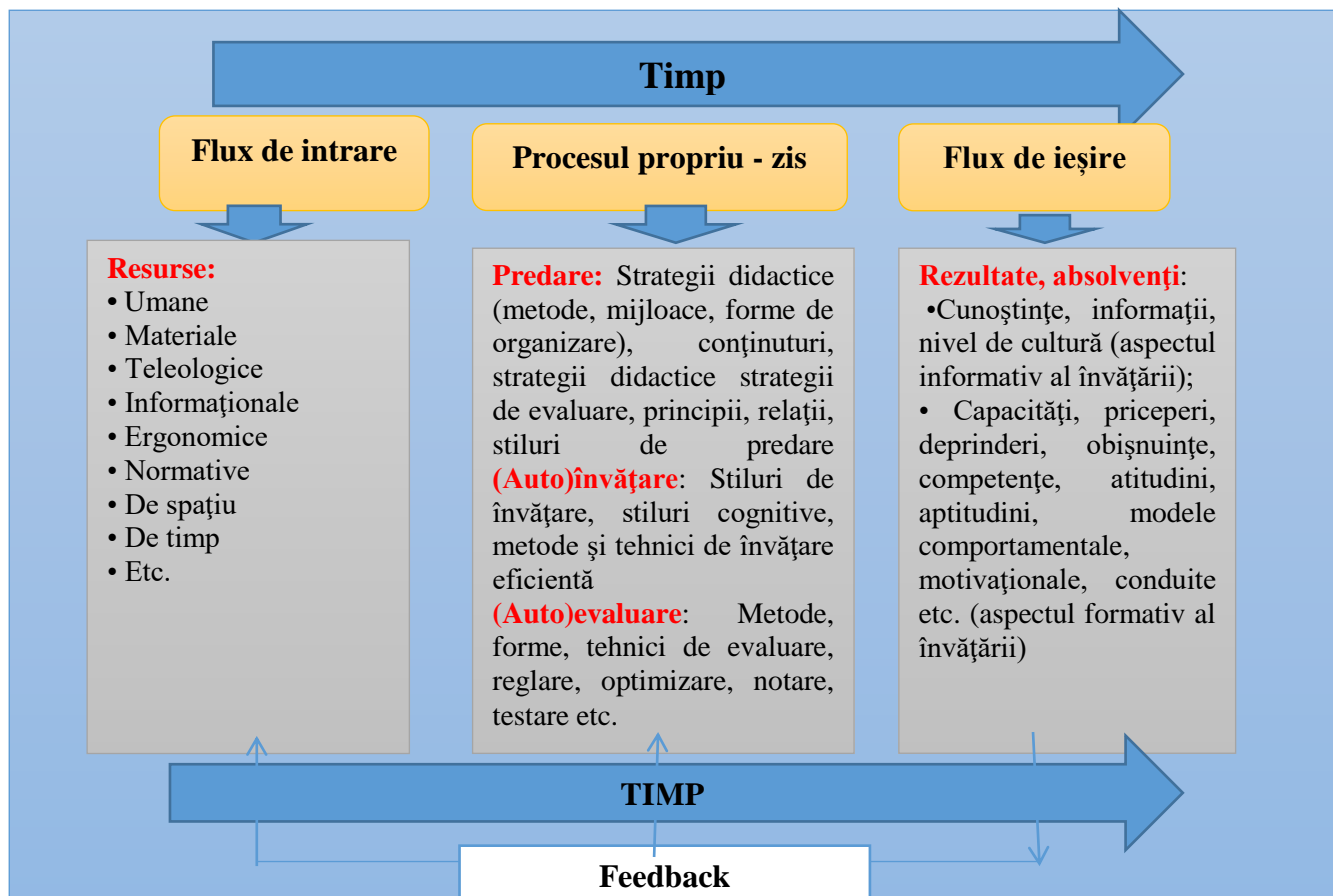 Timp
Flux de intrare
Procesul propriu - zis
Flux de ieșire
Resurse:
• Umane
• Materiale
• Teleologice
• Informaţionale
• Ergonomice
• Normative
• De spaţiu
• De timp
• Etc.
Predare: Strategii didactice
(metode, mijloace, forme de
organizare), conţinuturi,
strategii didactice strategii
de evaluare, principii, relaţii,
stiluri de predare
(Auto)învăţare: Stiluri de
învăţare, stiluri cognitive,
metode şi tehnici de învăţare
eficientă
(Auto)evaluare: Metode,
forme, tehnici de evaluare,
reglare, optimizare, notare,
testare etc.
Rezultate, absolvenţi:
•Cunoştinţe, informaţii,
nivel de cultură (aspectul
informativ al învăţării);
• Capacităţi, priceperi,
deprinderi, obişnuinţe,
competenţe, atitudini,
aptitudini, modele
comportamentale,
motivaţionale, conduite
etc. (aspectul formativ al
învăţării)
TIMP
Feedback